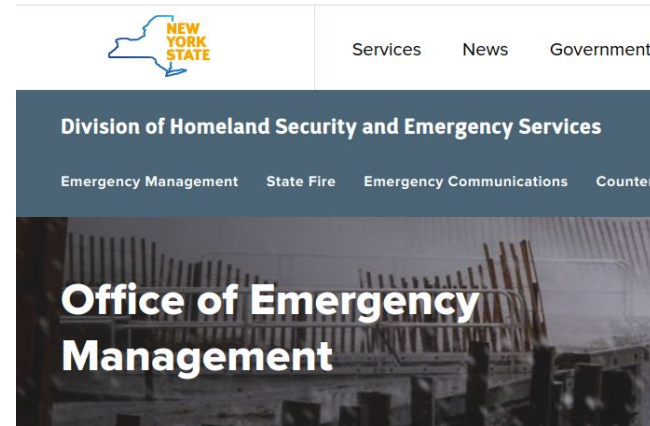 NEW
YORK
STATE
Services News Government
Division of Homeland Security and Emergency Services
Emergency Management State Fire Emergency Communications Counter
Office of Emergency
Management